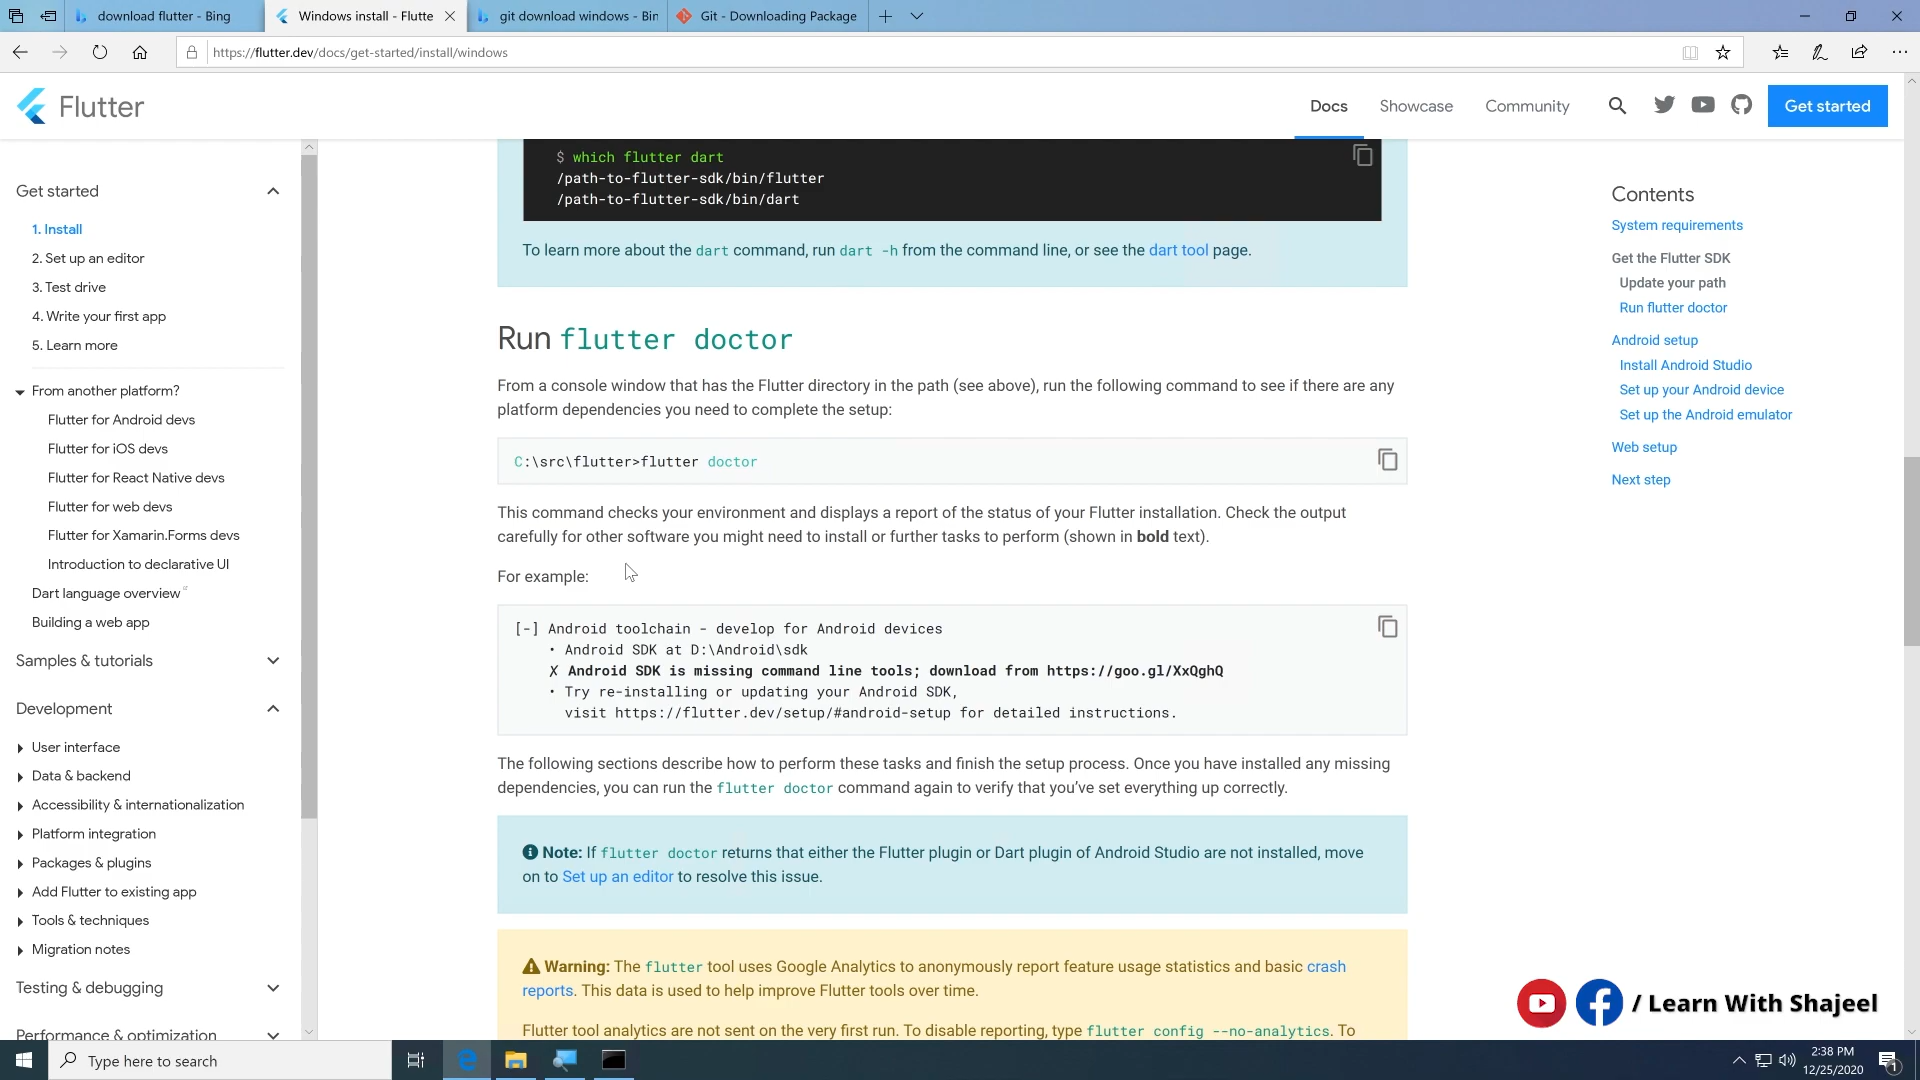 download flutter - Bing
Windows install - Flutte
git download windows - Bin
Git - Downloading Package
https://flutter.dev/docs/get-started/install/windows
Flutter
Docs
Showcase
Community
Get started
Get started
1. Install
2. Set up an editor
3. Test drive
4. Write your first app
5. Learn more
From another platform?
Flutter for Android devs
Flutter for iOS devs
Flutter for React Native devs
Flutter for web devs
Flutter for Xamarin.Forms devs
Introduction to declarative UI
Dart language overview
Building a web app
Samples & tutorials
Development
User interface
Data & backend
Accessibility & internationalization
Platform integration
Packages & plugins
Add Flutter to existing app
Tools & techniques
Migration notes
Testing & debugging
Performance & optimization
$ which flutter dart
/path-to-flutter-sdk/bin/flutter
/path-to-flutter-sdk/bin/dart
To learn more about the dart command, run dart -h from the command line, or see the dart tool page.
Run flutter doctor
From a console window that has the Flutter directory in the path (see above), run the following command to see if there are any
platform dependencies you need to complete the setup:
C:\src\flutter>flutter doctor
This command checks your environment and displays a report of the status of your Flutter installation. Check the output
carefully for other software you might need to install or further tasks to perform (shown in bold text).
For example:
[-] Android toolchain - develop for Android devices
• Android SDK at D:\Android\sdk
✗ Android SDK is missing command line tools; download from https://goo.gl/XxQghQ
• Try re-installing or updating your Android SDK,
visit https://flutter.dev/setup/#android-setup for detailed instructions.
The following sections describe how to perform these tasks and finish the setup process. Once you have installed any missing
dependencies, you can run the flutter doctor command again to verify that you’ve set everything up correctly.
Note: If flutter doctor returns that either the Flutter plugin or Dart plugin of Android Studio are not installed, move
on to Set up an editor to resolve this issue.
Warning: The flutter tool uses Google Analytics to anonymously report feature usage statistics and basic crash
reports. This data is used to help improve Flutter tools over time.
Flutter tool analytics are not sent on the very first run. To disable reporting, type flutter config --no-analytics. To
Contents
System requirements
Get the Flutter SDK
Update your path
Run flutter doctor
Android setup
Install Android Studio
Set up your Android device
Set up the Android emulator
Web setup
Next step
/ Learn With Shajeel
Type here to search
2:38 PM
12/25/2020
1